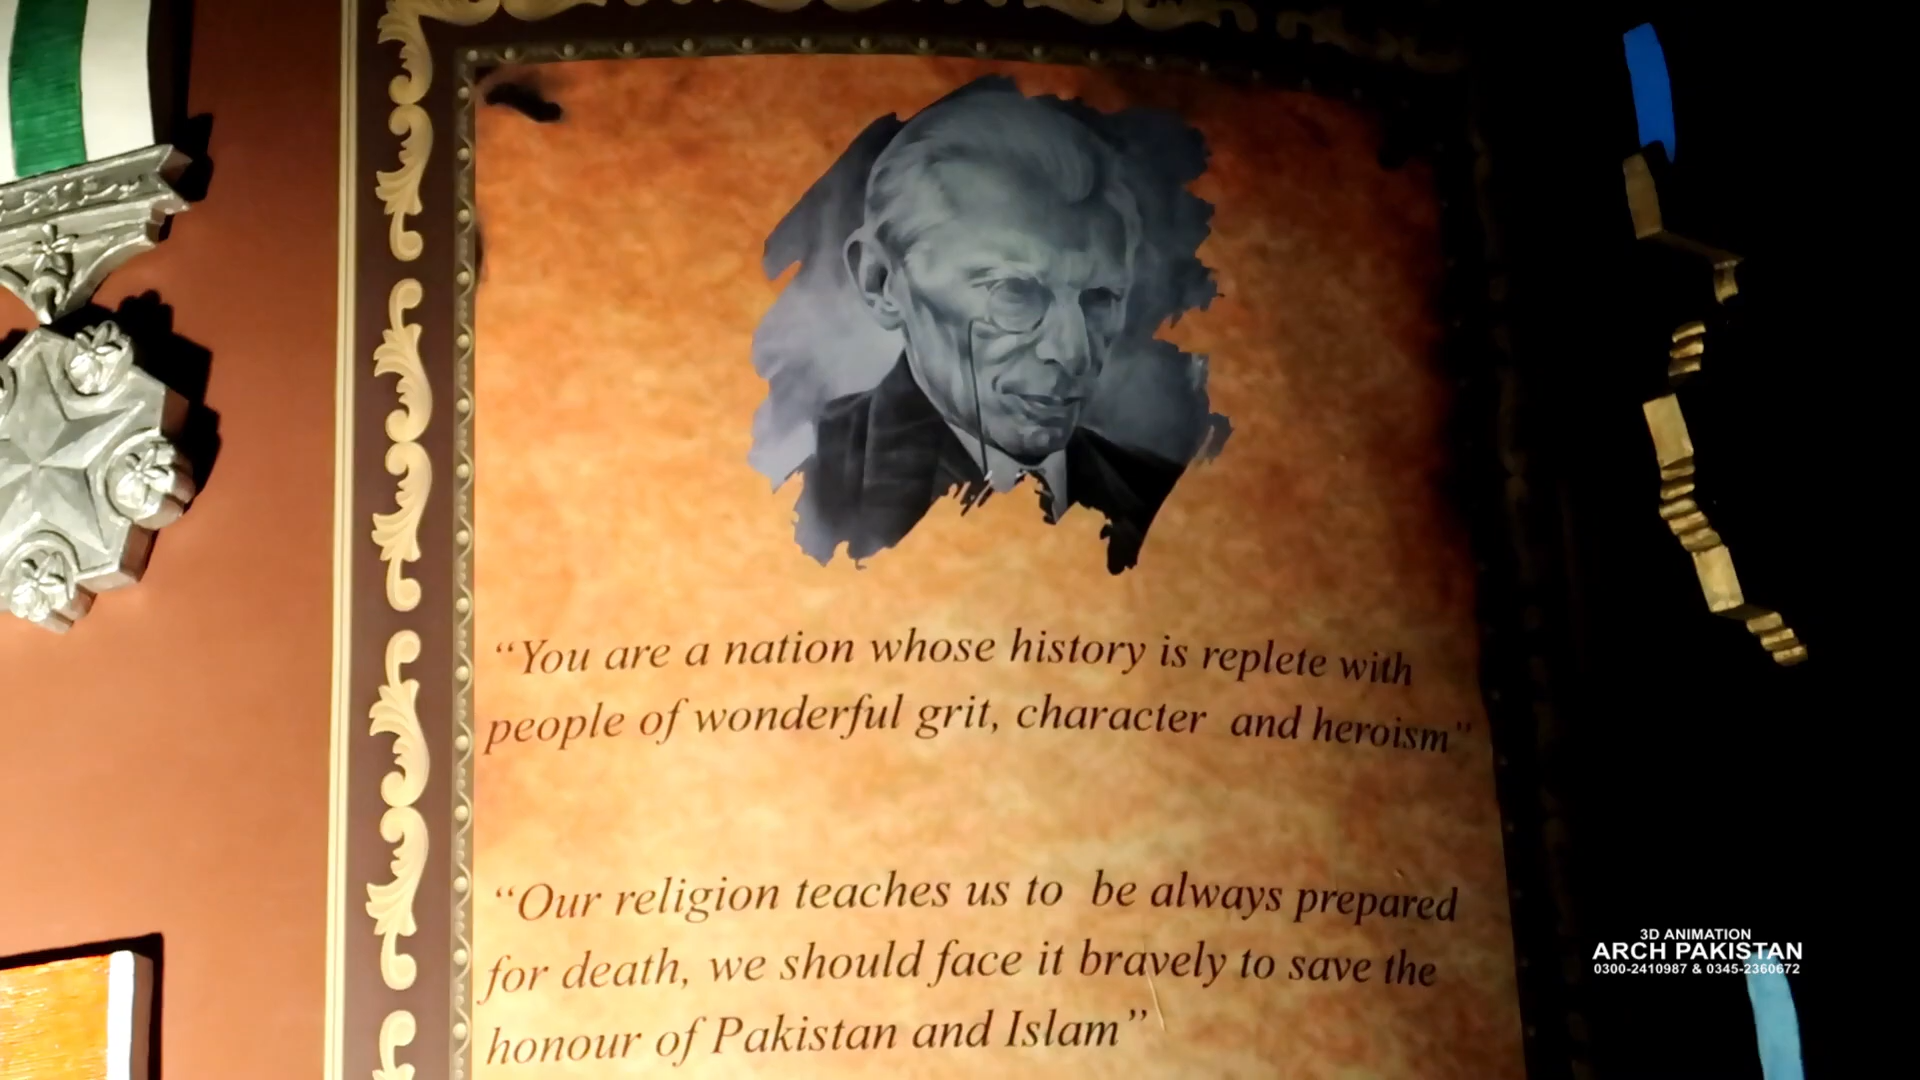 “You are a nation whose history is replete with
people of wonderful grit, character and heroism”
“Our religion teaches us to be always prepared
for death, we should face it bravely to save the
honour of Pakistan and Islam”
3D ANIMATION
ARCH PAKISTAN
0300-2410987 & 0345-2360672